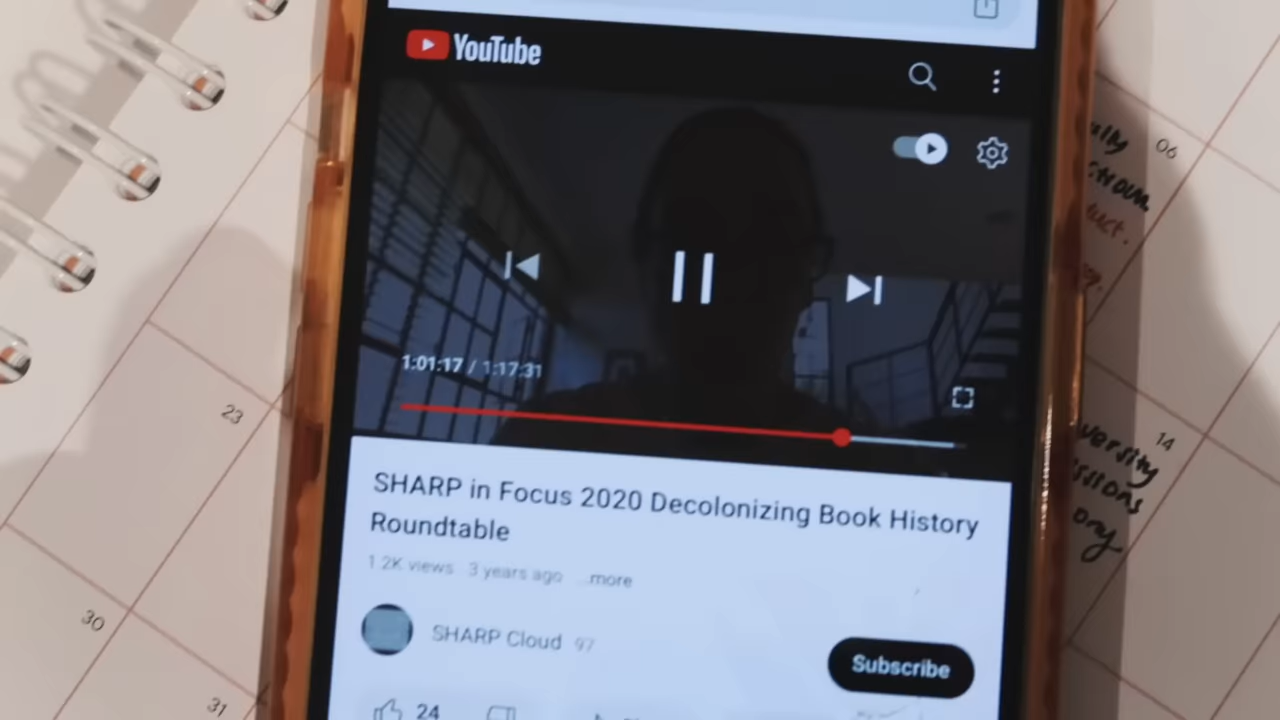 YouTube
1:01:17 / 1:17:31
SHARP in Focus 2020 Decolonizing Book History
Roundtable
1.2K views 3 years ago ...more
SHARP Cloud 97
Subscribe
24
06
14
23
30
31